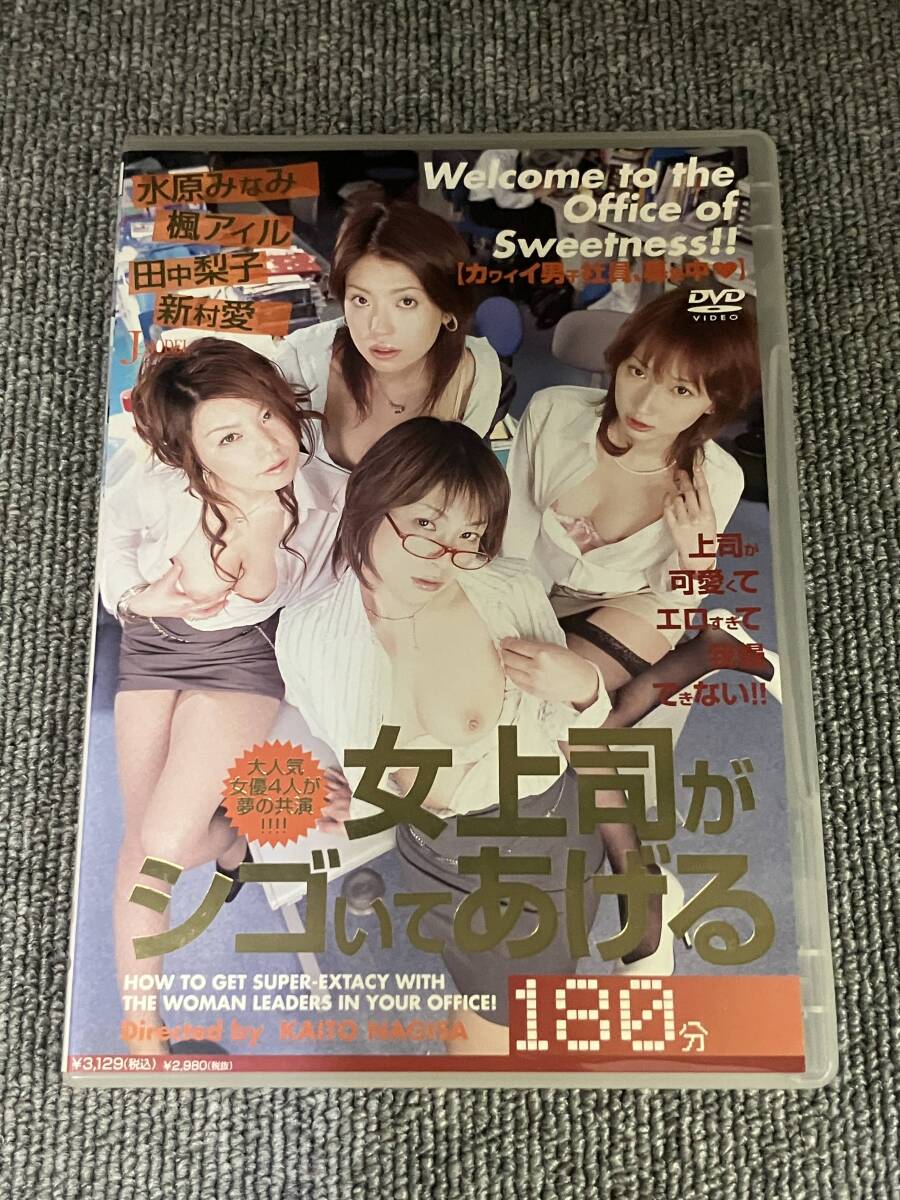 水原みなみ
楓アイル
田中梨子
新村愛
Welcome to the
Office of
Sweetness!!
DVD
VIDEO
上司が
可愛くて
エロすぎて
できない!!
大人気
女優4人が
夢の共演
!!!!
女上司が
シゴいてあげる
HOW TO GET SUPER-EXTACY WITH
THE WOMAN LEADERS IN YOUR OFFICE!
Directed by KAITO NAGISA
180分
¥3,129(税込) ¥2,980(税抜)